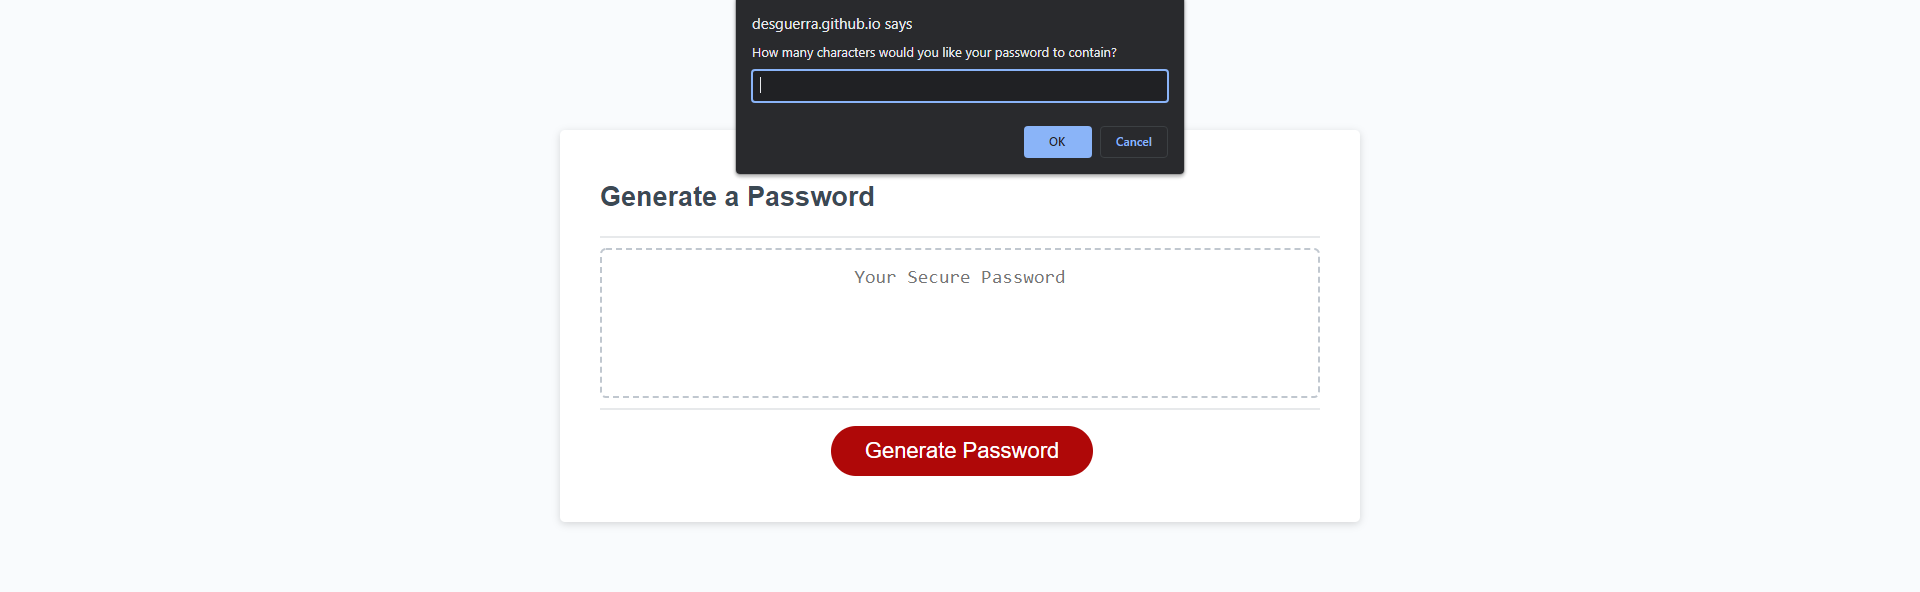 desguerra.github.io says
How many characters would you like your password to contain?
OK
Cancel
Generate a Password
Your Secure Password
Generate Password